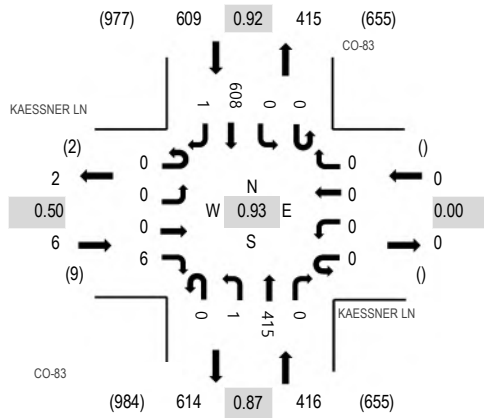 (977) 609 0.92 415 (655)
CO-83
KAESSNER LN
1 608 0 0
(2) 0 0 ()
2 0 0 0
N
0.50 0 W 0.93 E 0 0.00
S
6 6 0 0
(9) ()
0 1 415 0
KAESSNER LN
CO-83
(984) 614 0.87 416 (655)